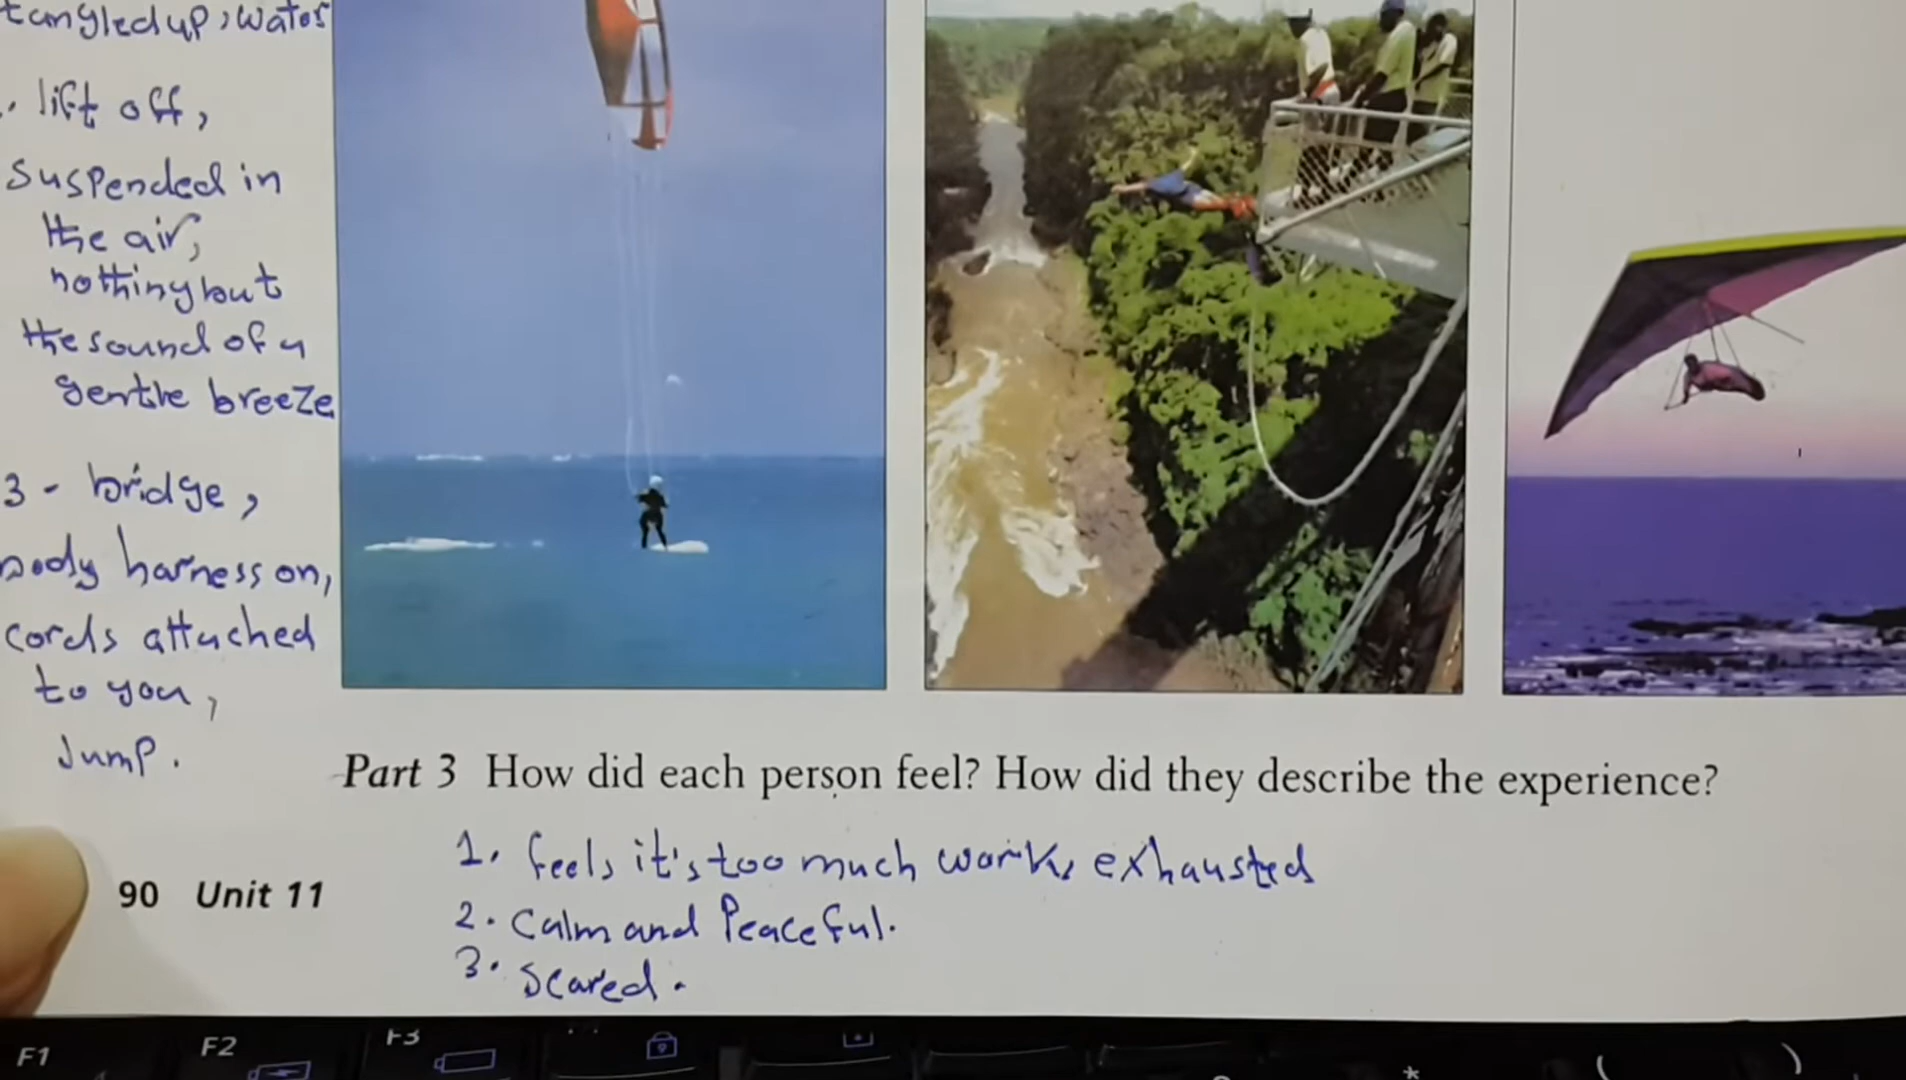 tangled up, water
. lift off,
suspended in
the air,
nothing but
the sound of a
gentle breeze
3 - bridge,
body harness on,
cords attached
to you,
Jump.
Part 3 How did each person feel? How did they describe the experience?
1. feels it's too much work, exhausted
2. Calm and Peaceful.
3. Scared.
90 Unit 11
F1 F2 F3
* ( )